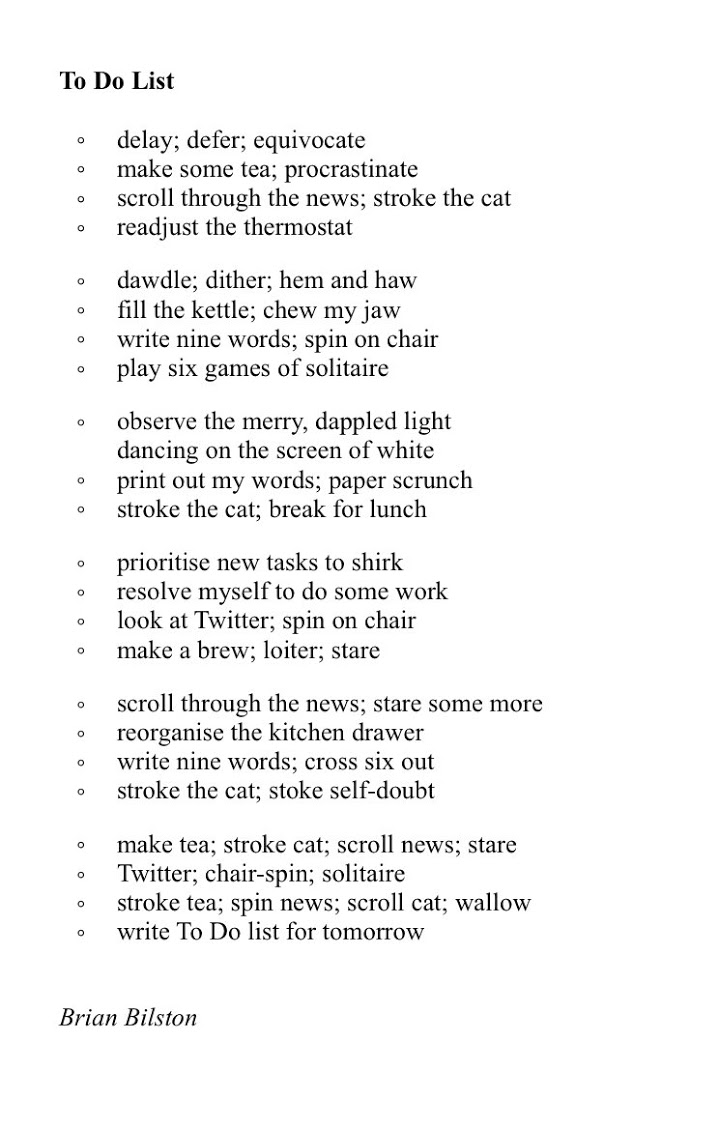 To Do List
◦ delay; defer; equivocate
◦ make some tea; procrastinate
◦ scroll through the news; stroke the cat
◦ readjust the thermostat
◦ dawdle; dither; hem and haw
◦ fill the kettle; chew my jaw
◦ write nine words; spin on chair
◦ play six games of solitaire
◦ observe the merry, dappled light
dancing on the screen of white
◦ print out my words; paper scrunch
◦ stroke the cat; break for lunch
◦ prioritise new tasks to shirk
◦ resolve myself to do some work
◦ look at Twitter; spin on chair
◦ make a brew; loiter; stare
◦ scroll through the news; stare some more
◦ reorganise the kitchen drawer
◦ write nine words; cross six out
◦ stroke the cat; stoke self-doubt
◦ make tea; stroke cat; scroll news; stare
◦ Twitter; chair-spin; solitaire
◦ stroke tea; spin news; scroll cat; wallow
◦ write To Do list for tomorrow
Brian Bilston